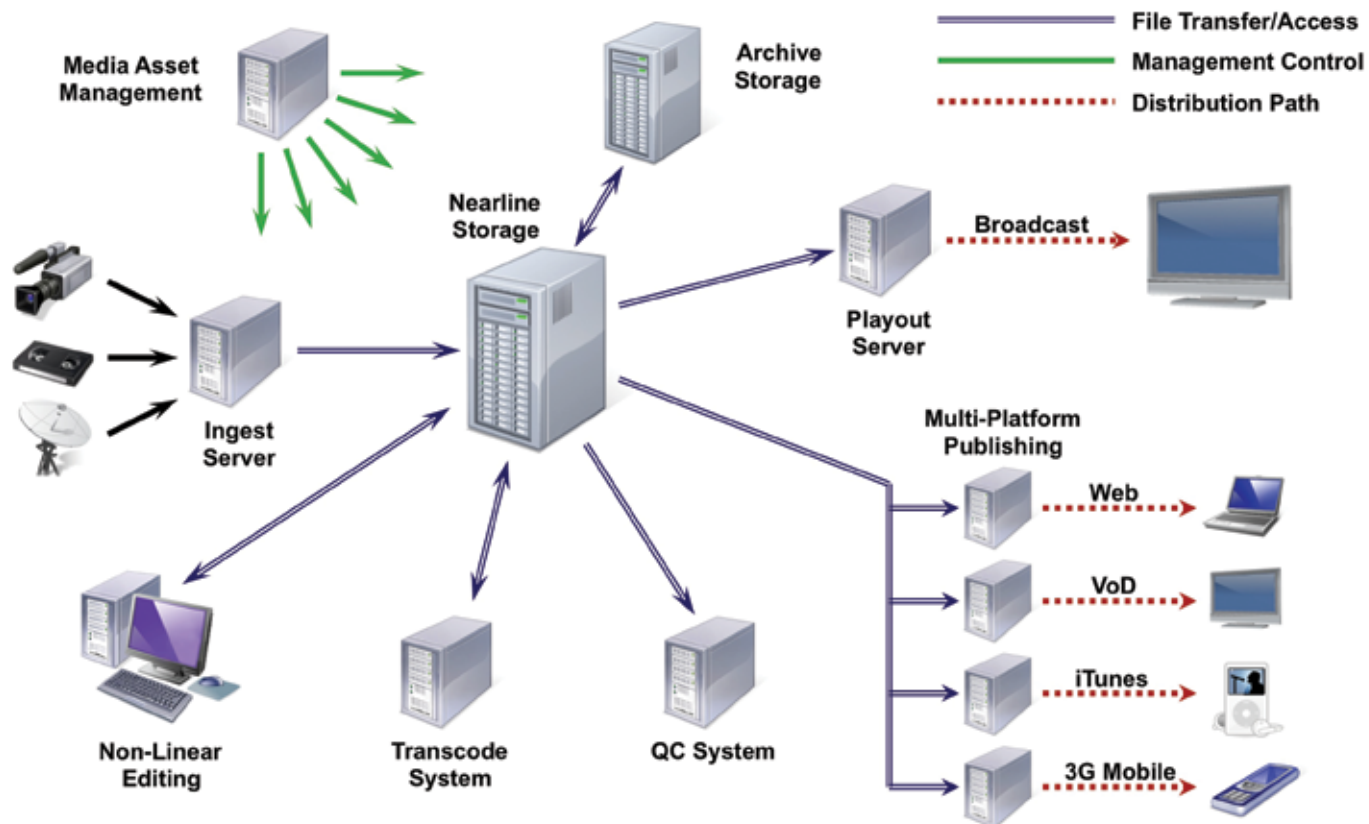 Media Asset
Management
Archive
Storage
File Transfer/Access
Management Control
Distribution Path
Nearline
Storage
Broadcast
Playout
Server
Ingest
Server
Multi-Platform
Publishing
Web
VoD
iTunes
3G Mobile
Non-Linear
Editing
Transcode
System
QC System